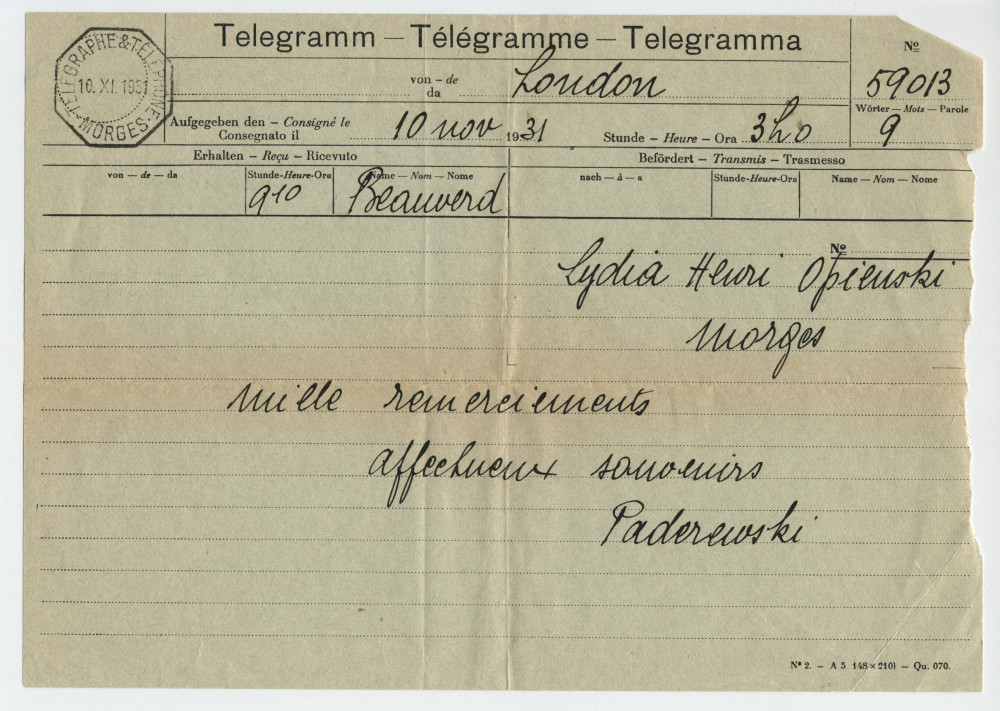 Telegramm — Télégramme — Telegramma
TELEGRAPHE & TÉLÉPHONE
10. XI. 1931
- MORGES -
von - de
da
London
Nº
59013
Aufgegeben den - Consigné le
Consegnato il
10 nov 1931
Stunde - Heure - Ora 3h0
Wörter - Mots - Parole
9
Erhalten - Reçu - Ricevuto
Befördert - Transmis - Trasmesso
von — de — da
Stunde-Heure-Ora
Name — Nom — Nome
nach — à — a
Stunde-Heure-Ora
Name — Nom — Nome
910
Beauverd
Nº
Lydia Henri Opienski
Morges
mille remerciements
affectueux souvenirs
Paderewski
Nº 2. - A 5 148×210) - Qu. 070.